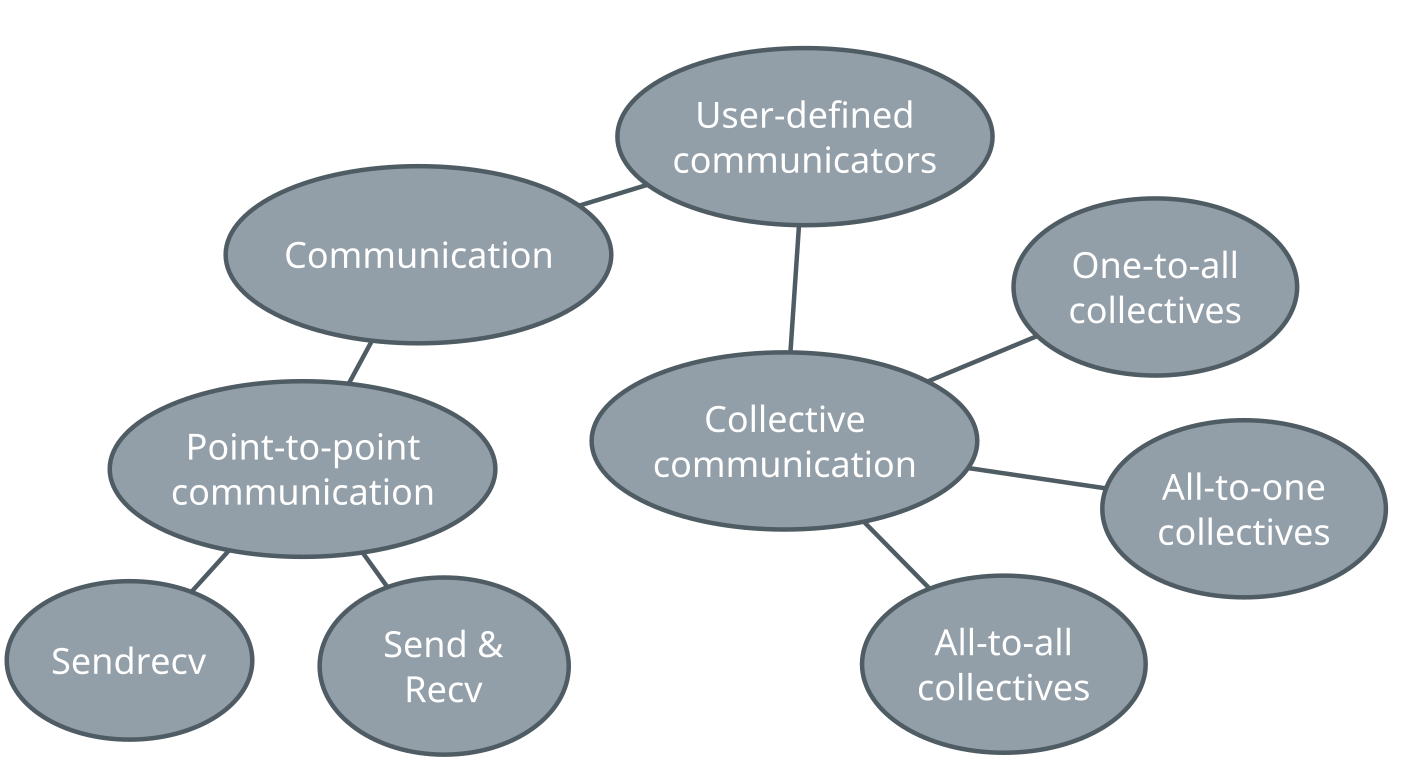 User-defined
communicators
Communication
One-to-all
collectives
Collective
communication
Point-to-point
communication
All-to-one
collectives
Sendrecv
Send &
Recv
All-to-all
collectives